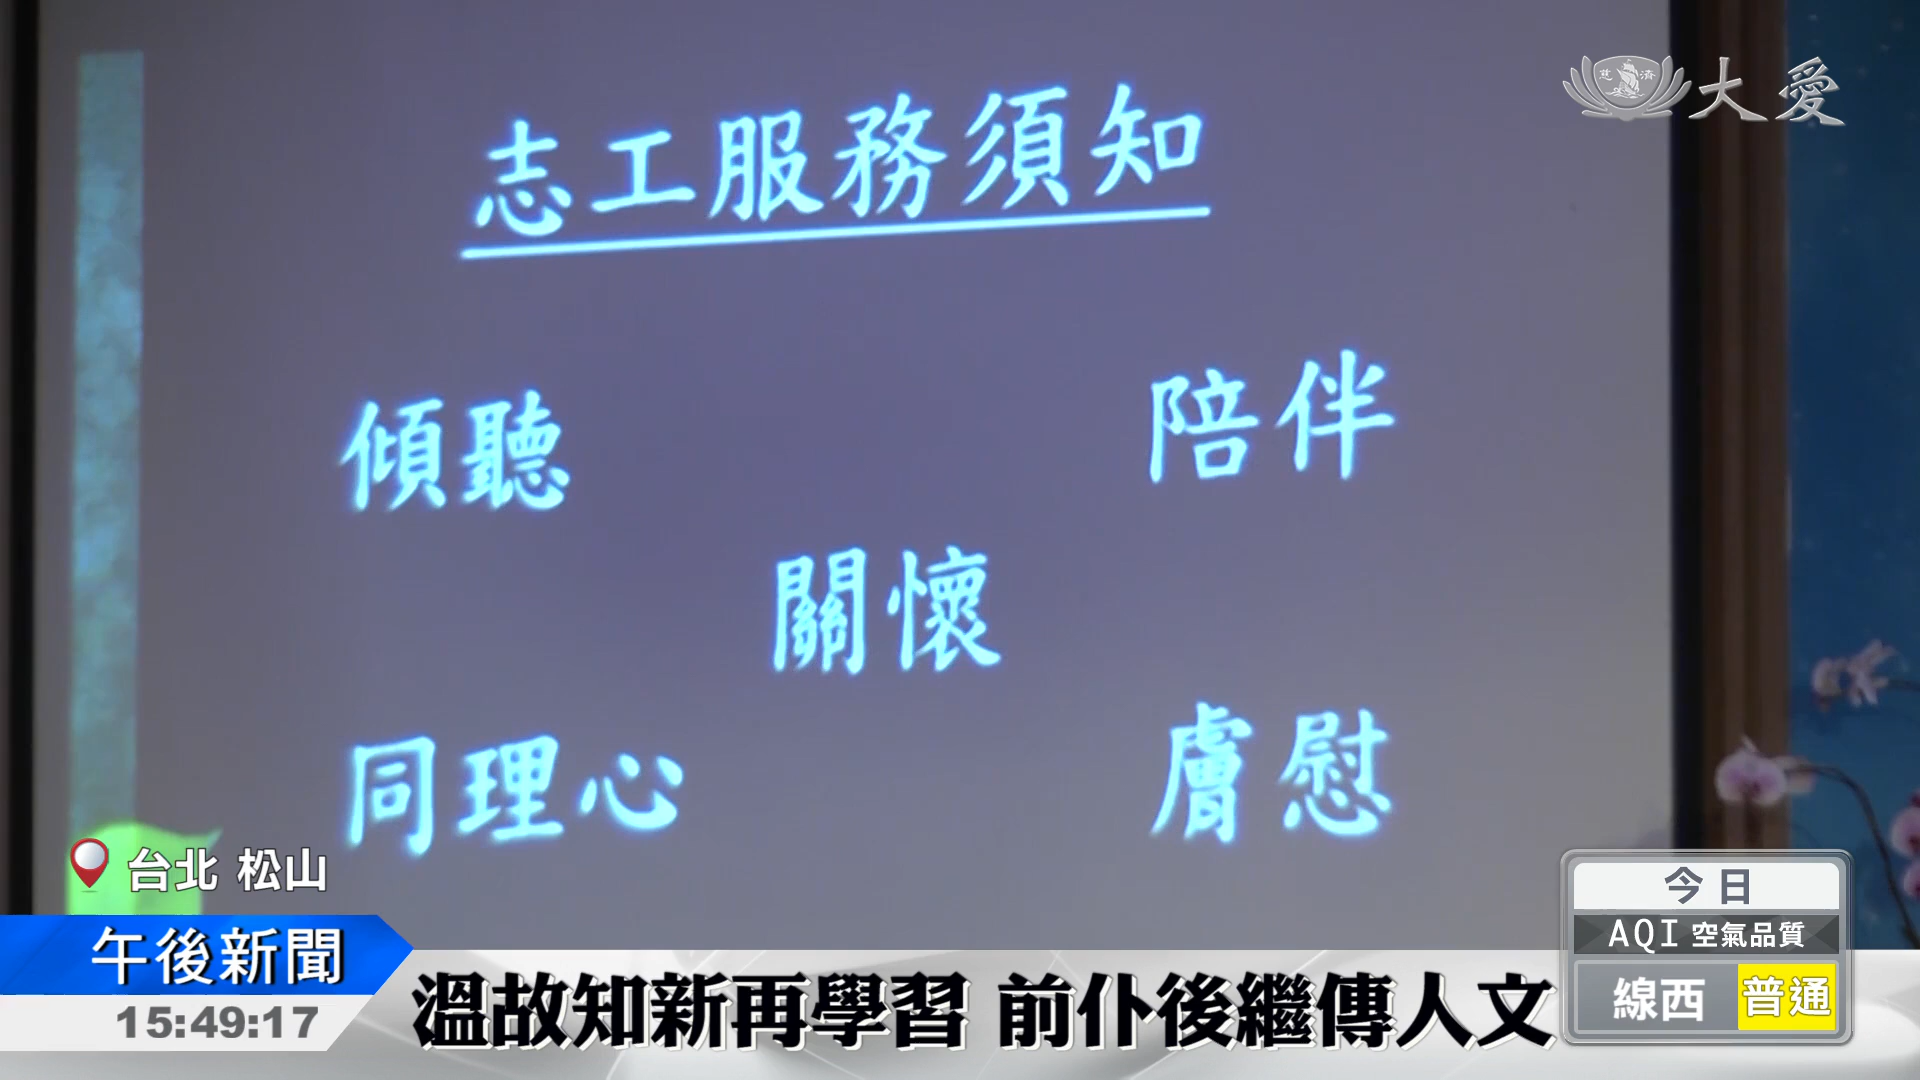 慈 濟
大愛
志工服務須知
傾聽
陪伴
關懷
同理心
膚慰
台北 松山
午後新聞
15:49:17
溫故知新再學習 前仆後繼傳人文
今日
AQI 空氣品質
線西 普通